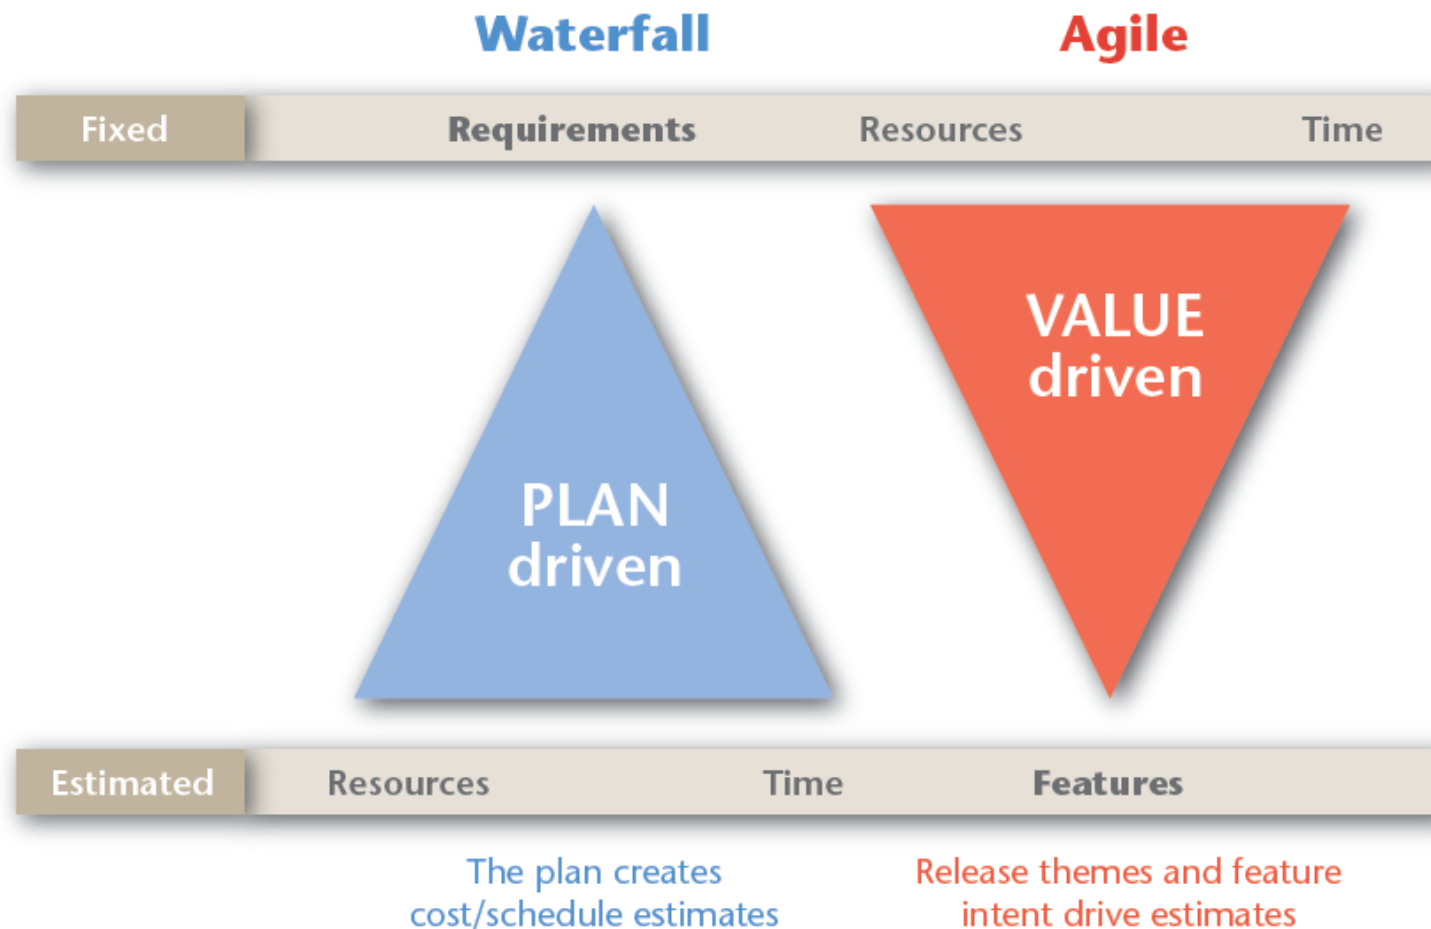 Waterfall Agile
Fixed Requirements Resources Time
VALUE
driven
PLAN
driven
Estimated Resources Time Features
The plan creates
cost/schedule estimates
Release themes and feature
intent drive estimates